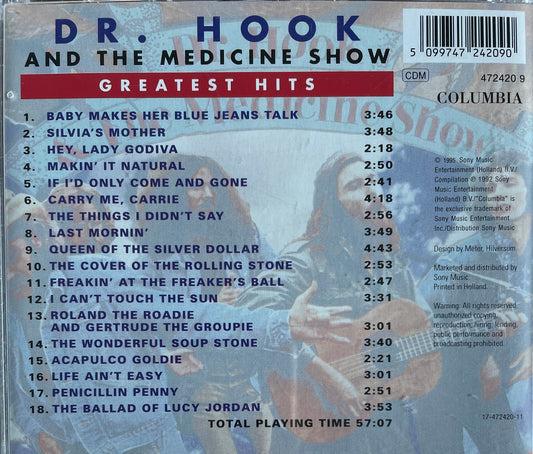 DR. HOOK
AND THE MEDICINE SHOW
GREATEST HITS
1. BABY MAKES HER BLUE JEANS TALK 3:46
2. SILVIA'S MOTHER 3:48
3. HEY, LADY GODIVA 2:18
4. MAKIN' IT NATURAL 2:50
5. IF I'D ONLY COME AND GONE 2:41
6. CARRY ME, CARRIE 4:18
7. THE THINGS I DIDN'T SAY 2:56
8. LAST MORNIN' 3:49
9. QUEEN OF THE SILVER DOLLAR 4:43
10. THE COVER OF THE ROLLING STONE 2:53
11. FREAKIN' AT THE FREAKER'S BALL 2:47
12. I CAN'T TOUCH THE SUN 3:31
13. ROLAND THE ROADIE
AND GERTRUDE THE GROUPIE 3:01
14. THE WONDERFUL SOUP STONE 3:40
15. ACAPULCO GOLDIE 2:21
16. LIFE AIN'T EASY 3:01
17. PENICILLIN PENNY 2:51
18. THE BALLAD OF LUCY JORDAN 3:53
TOTAL PLAYING TIME 57:07
5 099747 242090
CDM 472420 9
COLUMBIA
℗ 1995 Sony Music
Entertainment (Holland) B.V./
Compilation © 1992 Sony
Music Entertainment
(Holland) B.V./"Columbia" is
the exclusive trademark of
Sony Music Entertainment
Inc./Distribution Sony Music
Design by Méter, Hilversum
Marketed and distributed by
Sony Music.
Printed in Holland.
Warning: All rights reserved.
unauthorized copying,
reproduction, hiring, lending,
public performance and
broadcasting prohibited.
17-472420-11
Dr. Hook
Medicine Show